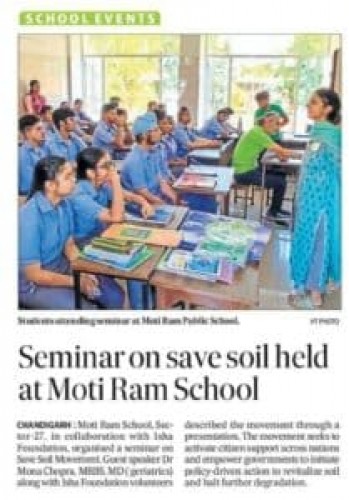 SCHOOL EVENTS
Students attending seminar at Moti Ram Public School.
HT PHOTO
Seminar on save soil held
at Moti Ram School
CHANDIGARH : Moti Ram School, Sec-
tor-27, in collaboration with Isha
Foundation, organised a seminar on
Save Soil Movement. Guest speaker Dr
Mona Chopra, MBBS, MD ( geriatrics)
along with Isha Foundation volunteers
described the movement through a
presentation. The movement seeks to
activate citizen support across nations
and empower governments to initiate
policy-driven action to revitalize soil
and halt further degradation.